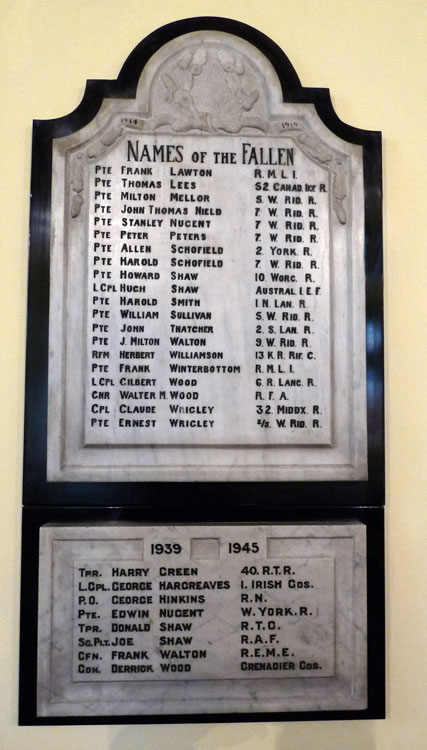 1914 1919
NAMES OF THE FALLEN
PTE FRANK LAWTON R. M. L. I.
PTE THOMAS LEES 52. CANAD. INF R.
PTE MILTON MELLOR 5. W. RID. R.
PTE JOHN THOMAS NIELD 7. W. RID. R.
PTE STANLEY NUGENT 7. W. RID. R.
PTE PETER PETERS 7. W. RID. R.
PTE ALLEN SCHOFIELD 2. YORK. R.
PTE HAROLD SCHOFIELD 7. W. RID. R.
PTE HOWARD SHAW 10. WORC. R.
L.CPL HUGH SHAW AUSTRAL. I. E. F.
PTE HAROLD SMITH 1. N. LAN. R.
PTE WILLIAM SULLIVAN 5. W. RID. R.
PTE JOHN THATCHER 2. S. LAN. R.
PTE J. MILTON WALTON 9. W. RID. R.
RFM HERBERT WILLIAMSON 13 K. R. RIF. C.
PTE FRANK WINTERBOTTOM R. M. L. I.
L CPL GILBERT WOOD 6. R. LANC. R.
GNR WALTER M. WOOD R. F. A.
CPL CLAUDE WRIGLEY 32. MIDDX. R.
PTE ERNEST WRIGLEY 2/5. W. RID. R.
1939 1945
TPR. HARRY GREEN 40. R.T.R.
L.CPL. GEORGE HARGREAVES 1. IRISH GDS.
P. O. GEORGE HINKINS R.N.
PTE. EDWIN NUGENT W. YORK. R.
TPR. DONALD SHAW R.T.C.
SG.PLT. JOE SHAW R.A.F.
CFN. FRANK WALTON R.E.M.E.
GDN. DERRICK WOOD GRENADIER GDS.